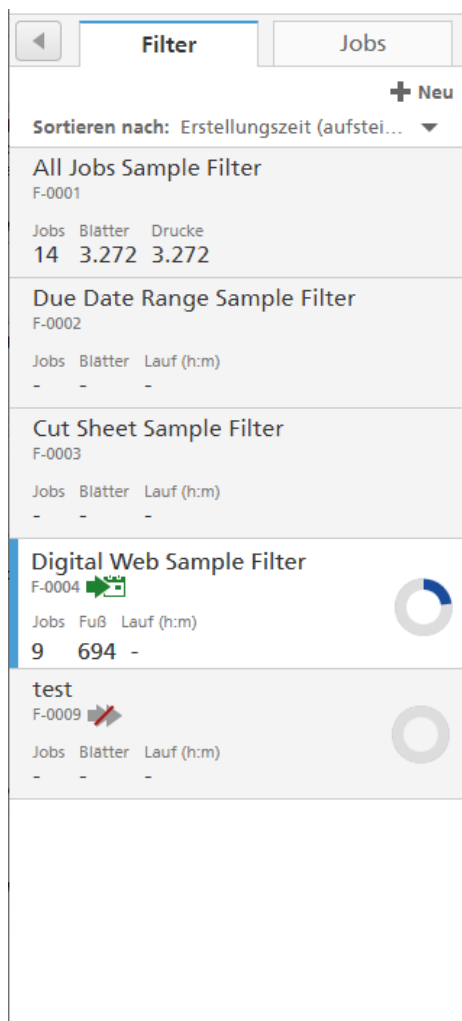 Filter
Jobs
Neu
Sortieren nach: Erstellungszeit (aufstei...
All Jobs Sample Filter
F-0001
Jobs Blätter Drucke
14 3.272 3.272
Due Date Range Sample Filter
F-0002
Jobs Blätter Lauf (h:m)
- - -
Cut Sheet Sample Filter
F-0003
Jobs Blätter Lauf (h:m)
- - -
Digital Web Sample Filter
F-0004
Jobs Fuß Lauf (h:m)
9 694 -
test
F-0009
Jobs Blätter Lauf (h:m)
- - -